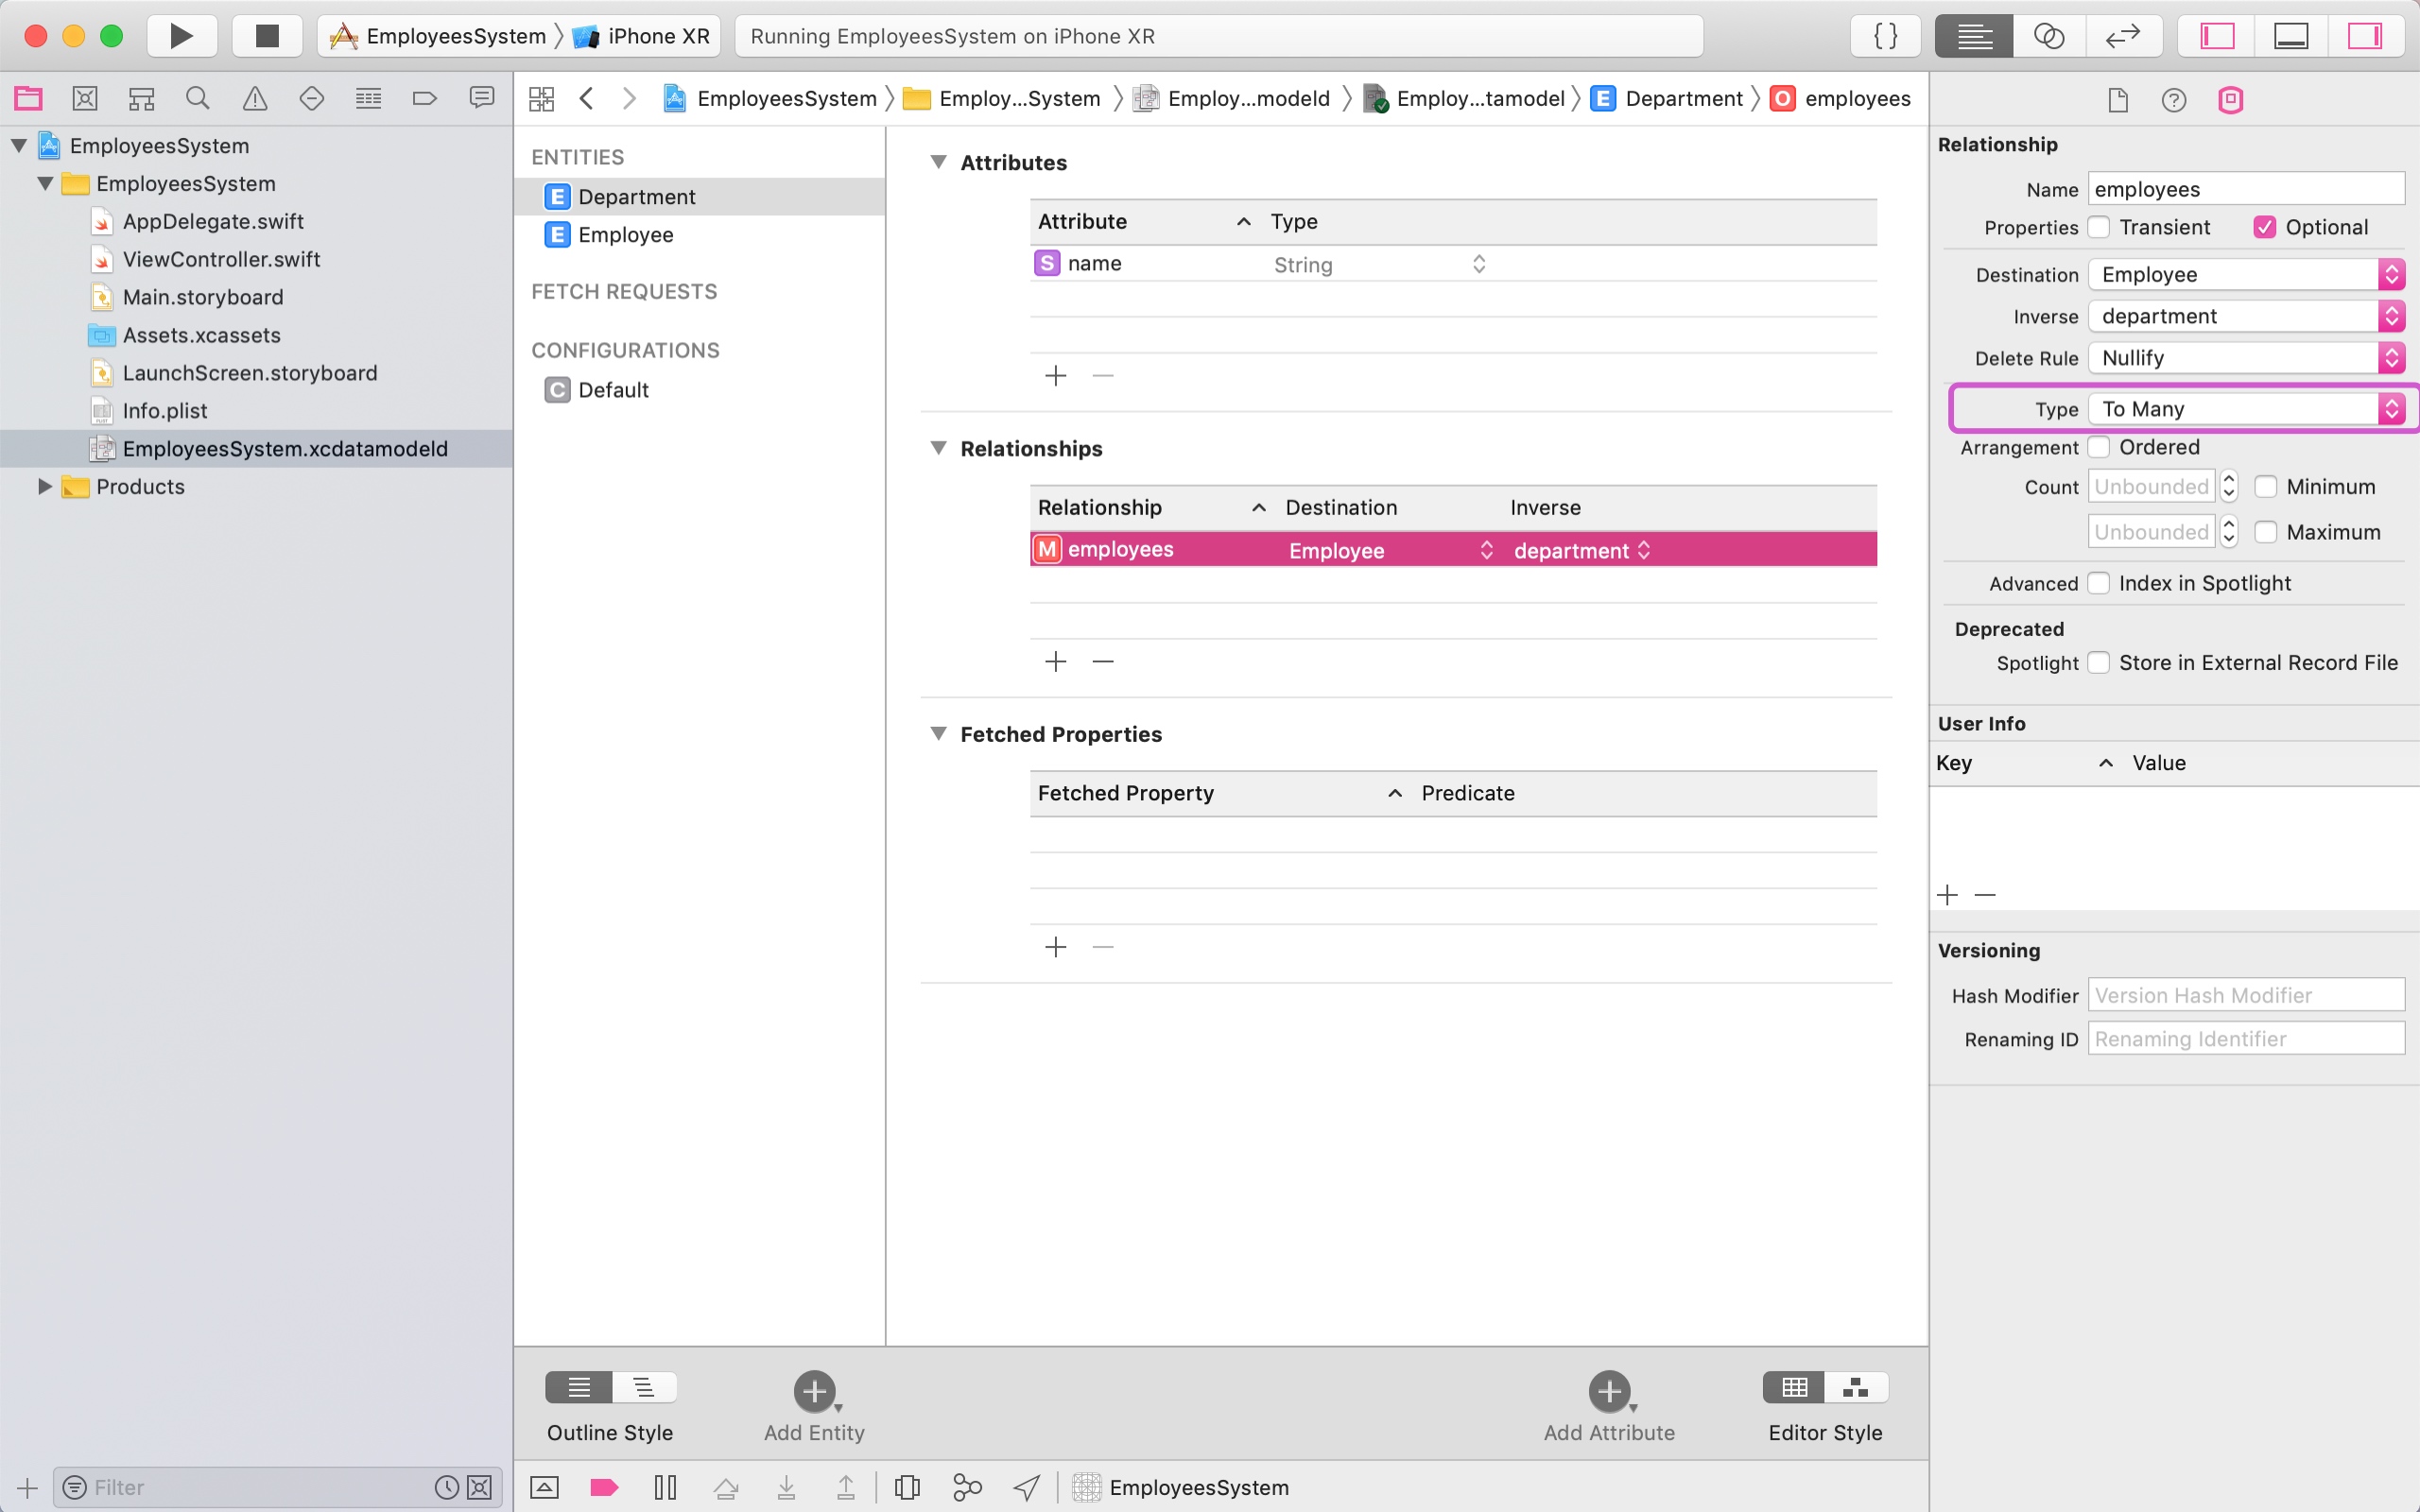 EmployeesSystem iPhone XR
Running EmployeesSystem on iPhone XR
{ }
EmployeesSystem Employ...System Employ...modeld Employ...tamodel E Department O employees
EmployeesSystem
EmployeesSystem
AppDelegate.swift
ViewController.swift
Main.storyboard
Assets.xcassets
LaunchScreen.storyboard
Info.plist
EmployeesSystem.xcdatamodeld
Products
Filter
ENTITIES
E Department
E Employee
FETCH REQUESTS
CONFIGURATIONS
C Default
Attributes
Attribute Type
S name String
Relationships
Relationship Destination Inverse
M employees Employee department
Fetched Properties
Fetched Property Predicate
Outline Style
Add Entity
Add Attribute
Editor Style
EmployeesSystem
Relationship
Name employees
Properties Transient Optional
Destination Employee
Inverse department
Delete Rule Nullify
Type To Many
Arrangement Ordered
Count Unbounded Minimum
Unbounded Maximum
Advanced Index in Spotlight
Deprecated
Spotlight Store in External Record File
User Info
Key Value
Versioning
Hash Modifier Version Hash Modifier
Renaming ID Renaming Identifier